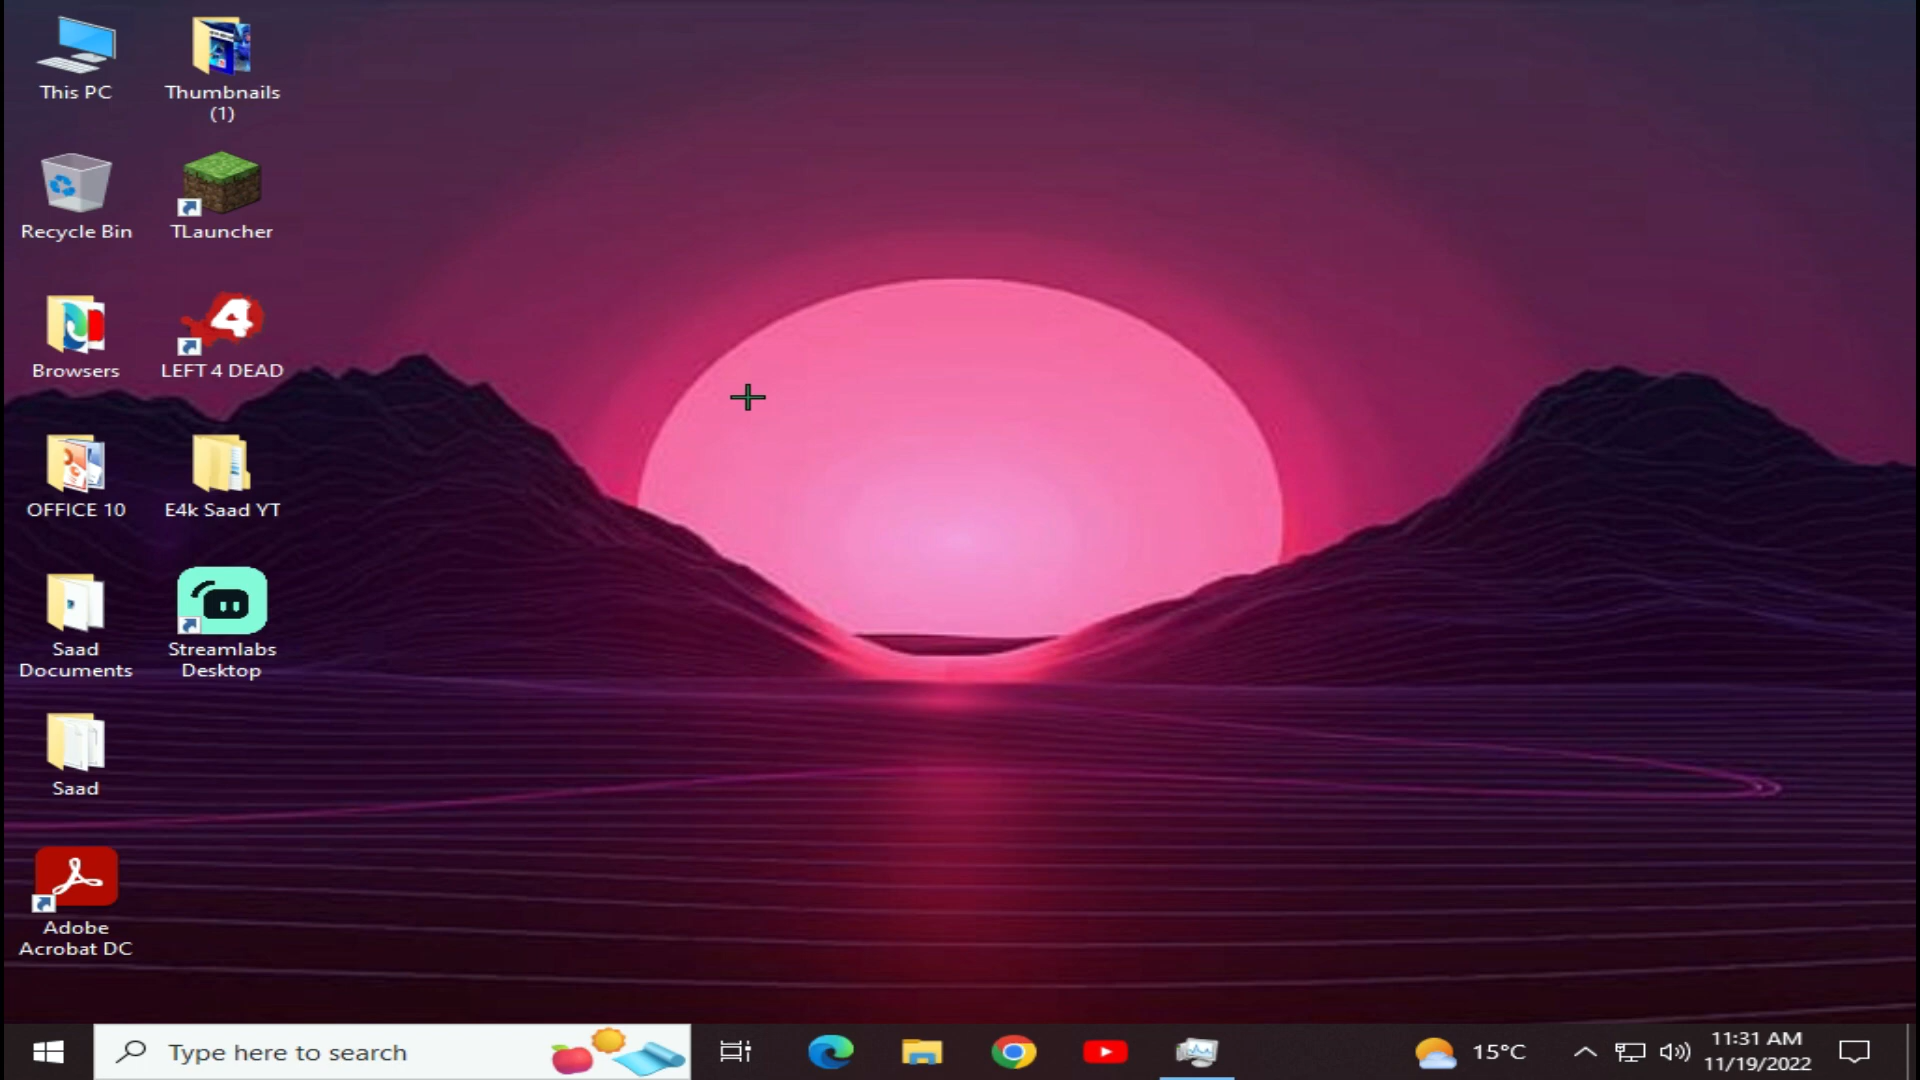 This PC
Thumbnails
(1)
Recycle Bin
TLauncher
4
Browsers
LEFT 4 DEAD
OFFICE 10
E4k Saad YT
Saad
Documents
Streamlabs
Desktop
Saad
Adobe
Acrobat DC
Type here to search
15°C
11:31 AM
11/19/2022